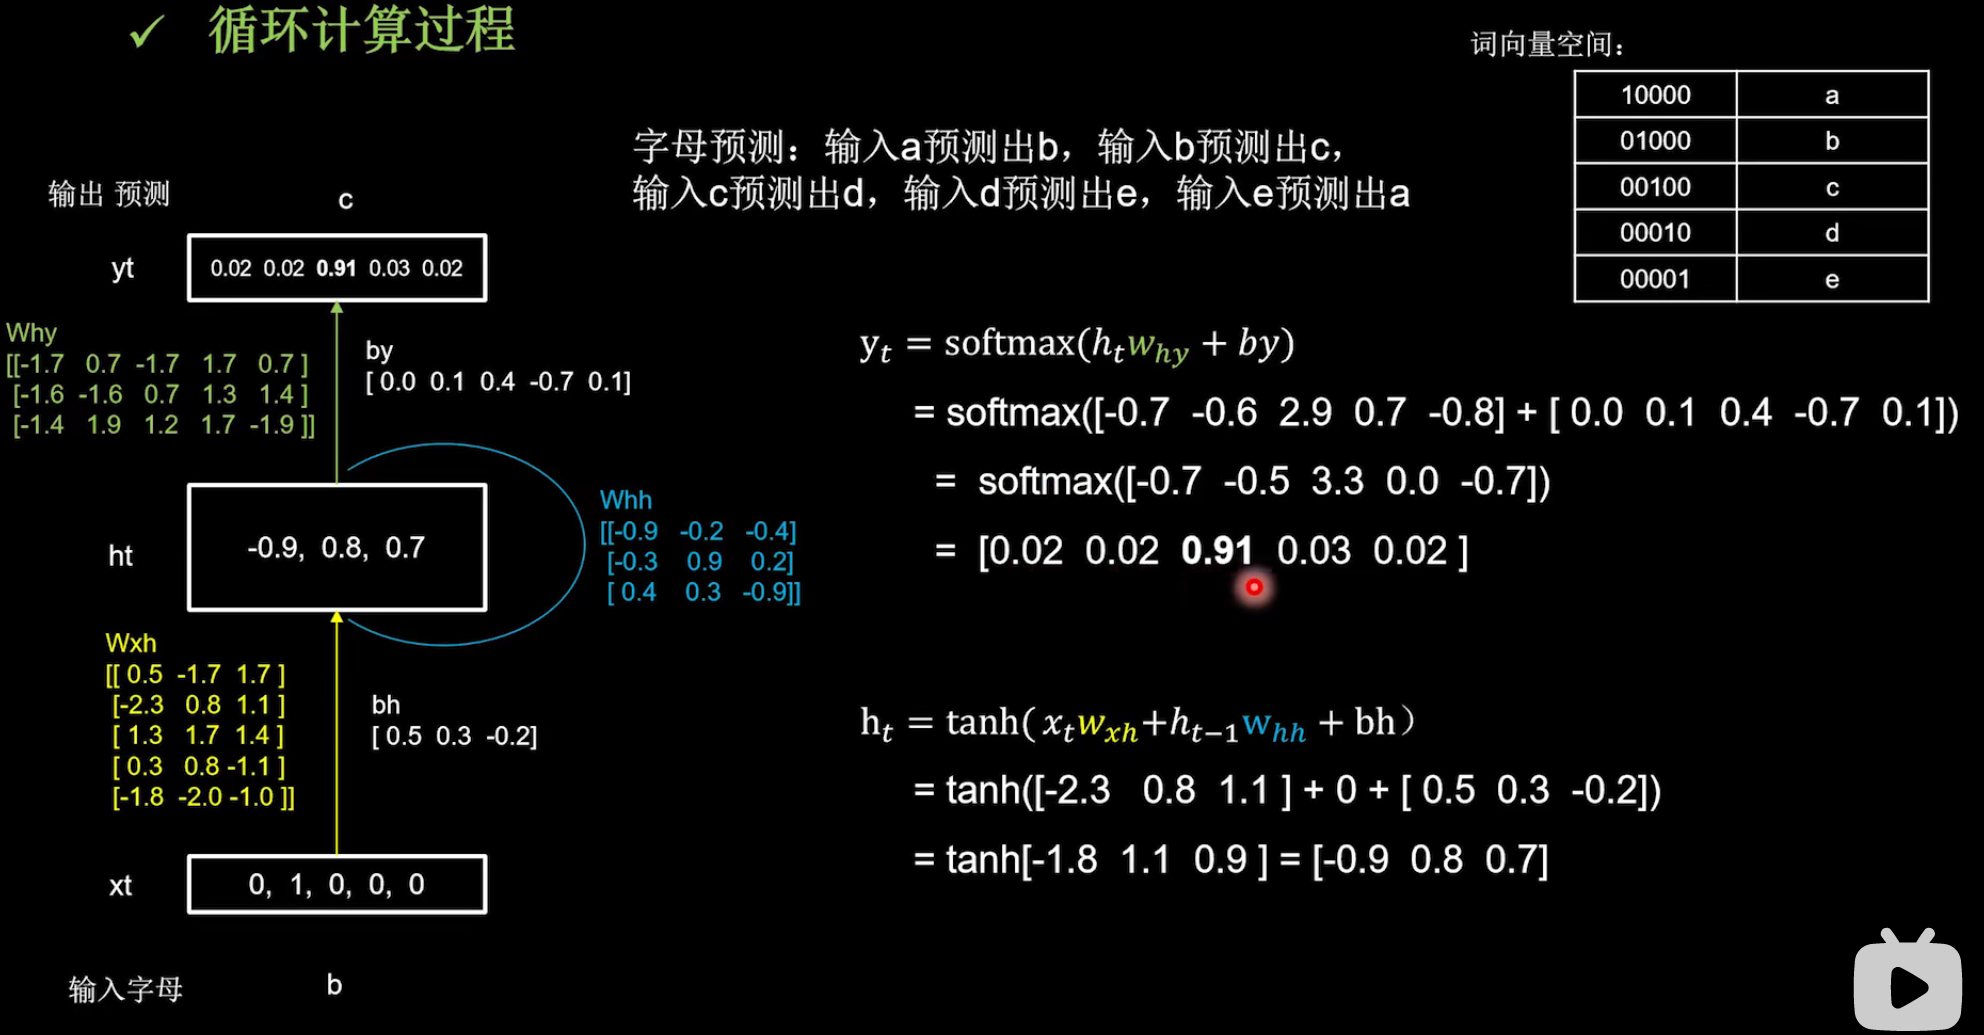 ✓ 循环计算过程
词向量空间：
10000 a
01000 b
00100 c
00010 d
00001 e
字母预测：输入a预测出b，输入b预测出c，
输入c预测出d，输入d预测出e，输入e预测出a
输出 预测 c
yt 0.02 0.02 0.91 0.03 0.02
Why
[[-1.7 0.7 -1.7 1.7 0.7 ]
[-1.6 -1.6 0.7 1.3 1.4 ]
[-1.4 1.9 1.2 1.7 -1.9 ]]
by
[ 0.0 0.1 0.4 -0.7 0.1]
ht -0.9, 0.8, 0.7
Whh
[[-0.9 -0.2 -0.4]
[-0.3 0.9 0.2]
[ 0.4 0.3 -0.9]]
Wxh
[[ 0.5 -1.7 1.7 ]
[-2.3 0.8 1.1 ]
[ 1.3 1.7 1.4 ]
[ 0.3 0.8 -1.1 ]
[-1.8 -2.0 -1.0 ]]
bh
[ 0.5 0.3 -0.2]
xt 0, 1, 0, 0, 0
输入字母 b
yₜ = softmax(hₜwₕᵧ + by)
= softmax([-0.7 -0.6 2.9 0.7 -0.8] + [ 0.0 0.1 0.4 -0.7 0.1])
= softmax([-0.7 -0.5 3.3 0.0 -0.7])
= [0.02 0.02 0.91 0.03 0.02 ]
hₜ = tanh( xₜwₓₕ+hₜ₋₁wₕₕ + bh）
= tanh([-2.3 0.8 1.1 ] + 0 + [ 0.5 0.3 -0.2])
= tanh[-1.8 1.1 0.9 ] = [-0.9 0.8 0.7]